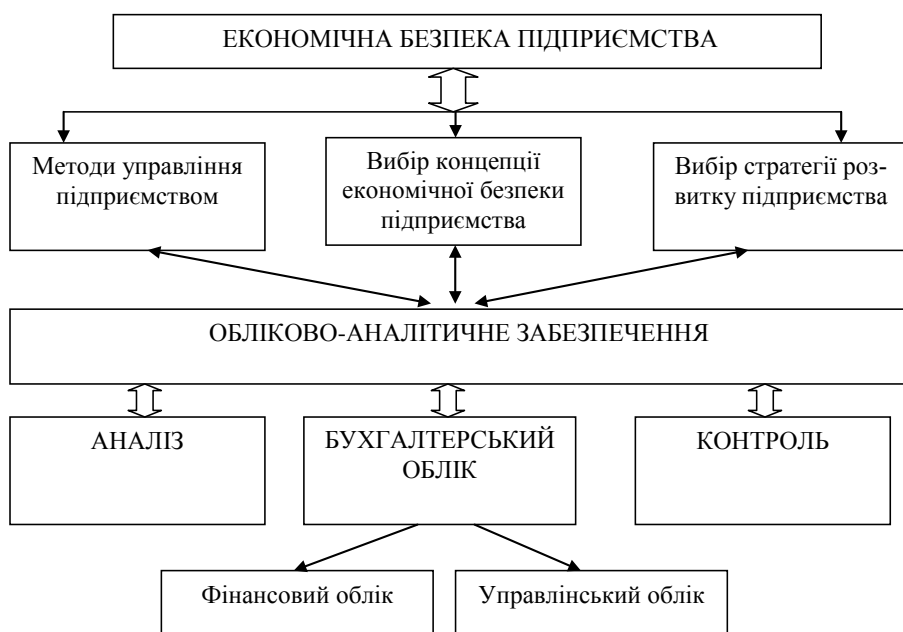 ЕКОНОМІЧНА БЕЗПЕКА ПІДПРИЄМСТВА
Методи управління
підприємством
Вибір концепції
економічної безпеки
підприємства
Вибір стратегії роз-
витку підприємства
ОБЛІКОВО-АНАЛІТИЧНЕ ЗАБЕЗПЕЧЕННЯ
АНАЛІЗ
БУХГАЛТЕРСЬКИЙ
ОБЛІК
КОНТРОЛЬ
Фінансовий облік
Управлінський облік